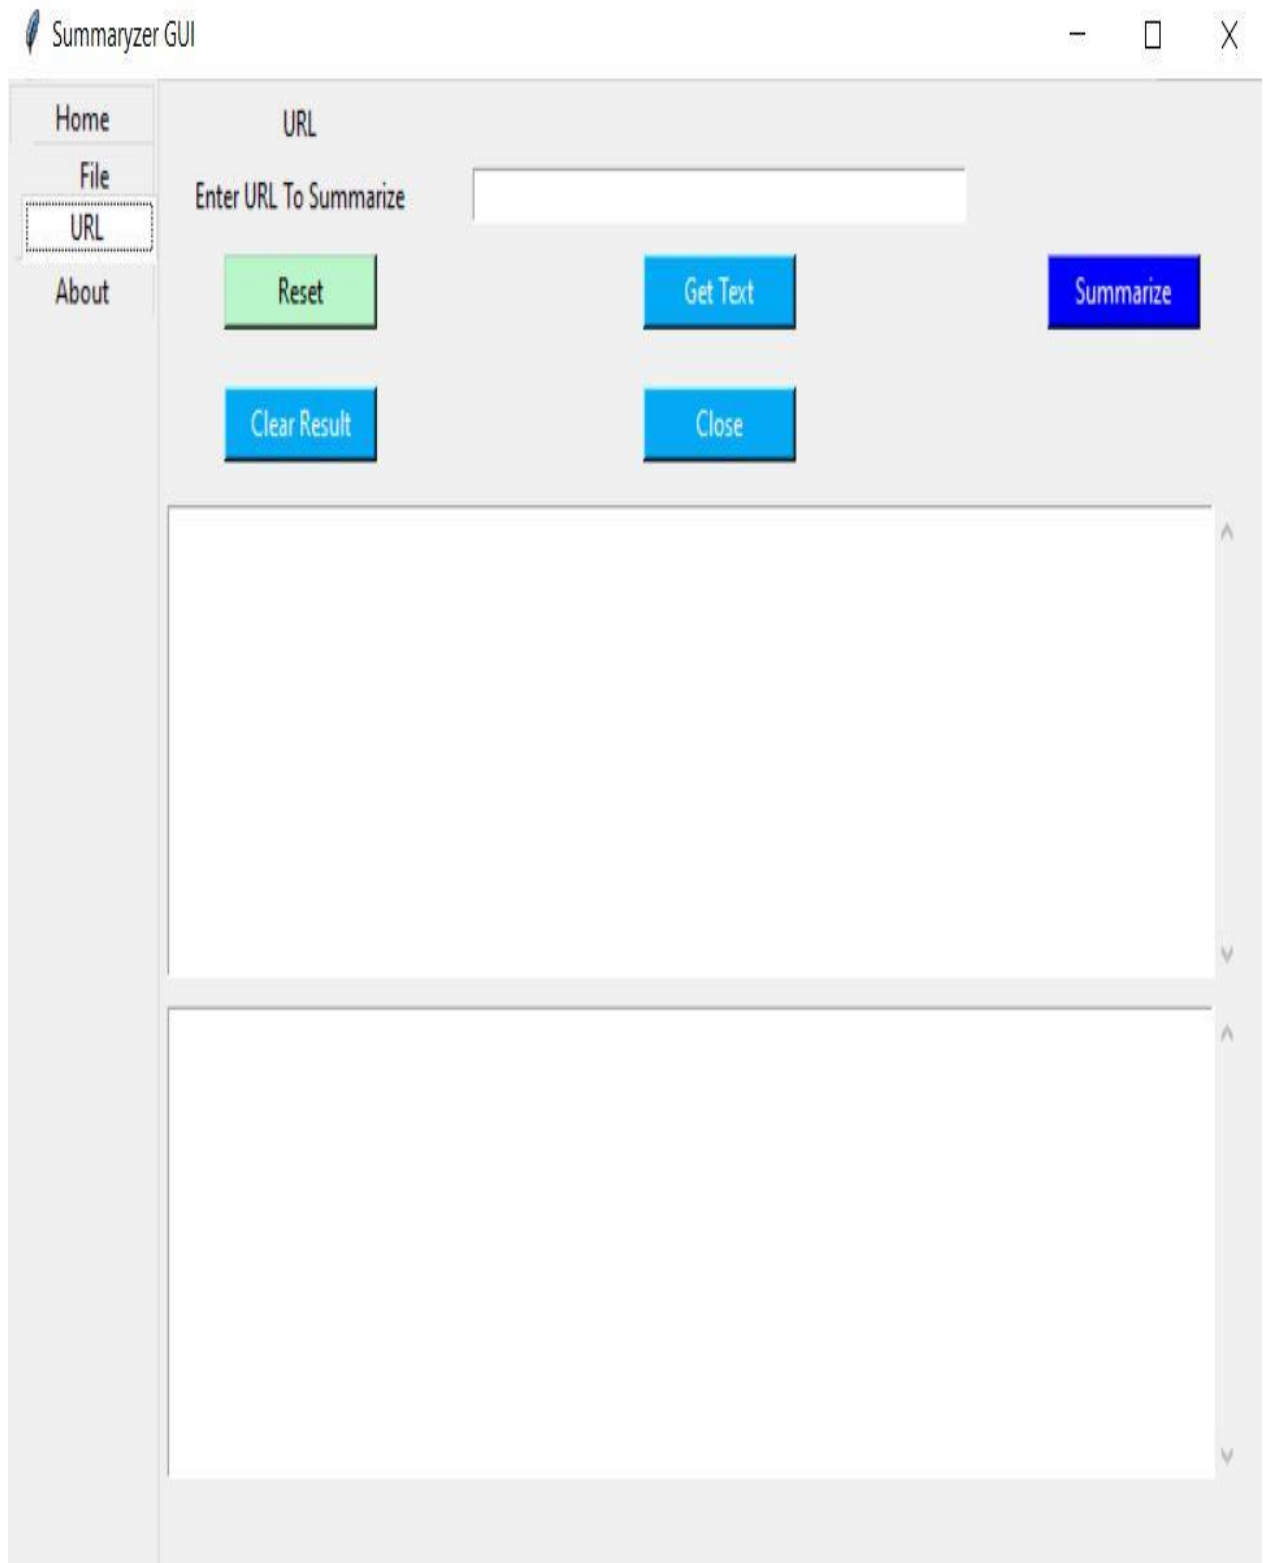 Summaryzer GUI
Home
File
URL
About
URL
Enter URL To Summarize
Reset Get Text Summarize
Clear Result Close